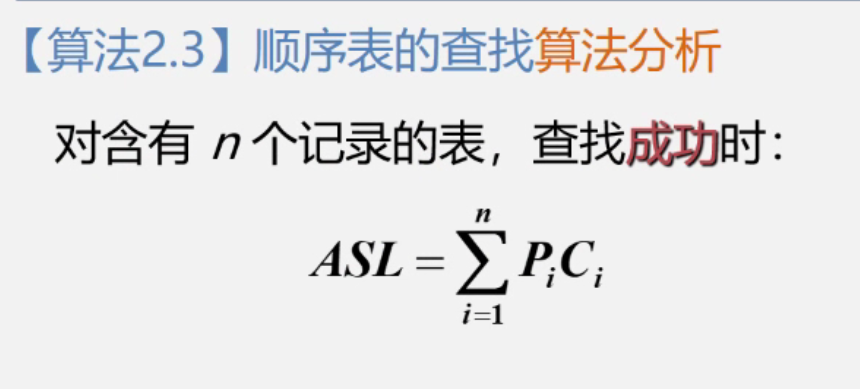 【算法2.3】顺序表的查找算法分析
对含有 n 个记录的表，查找成功时：
ASL = ∑_{i=1}^{n} P_i C_i